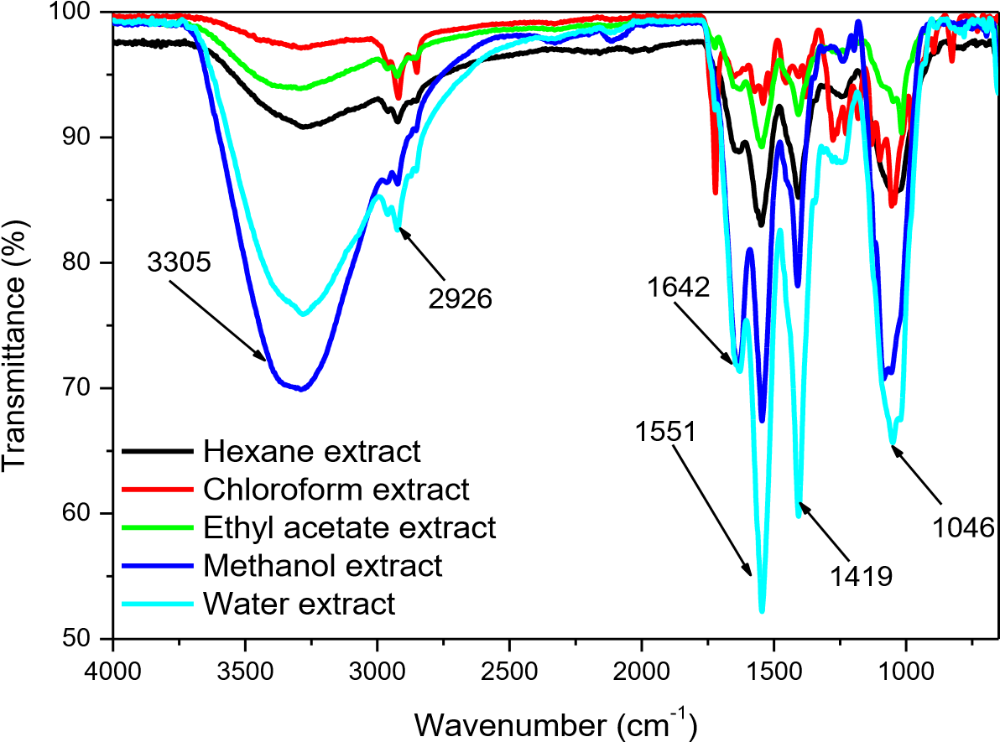 100
90
80
70
60
50
Transmittance (%)
3305
2926
1642
1551
1419
1046
Hexane extract
Chloroform extract
Ethyl acetate extract
Methanol extract
Water extract
4000 3500 3000 2500 2000 1500 1000
Wavenumber (cm⁻¹)